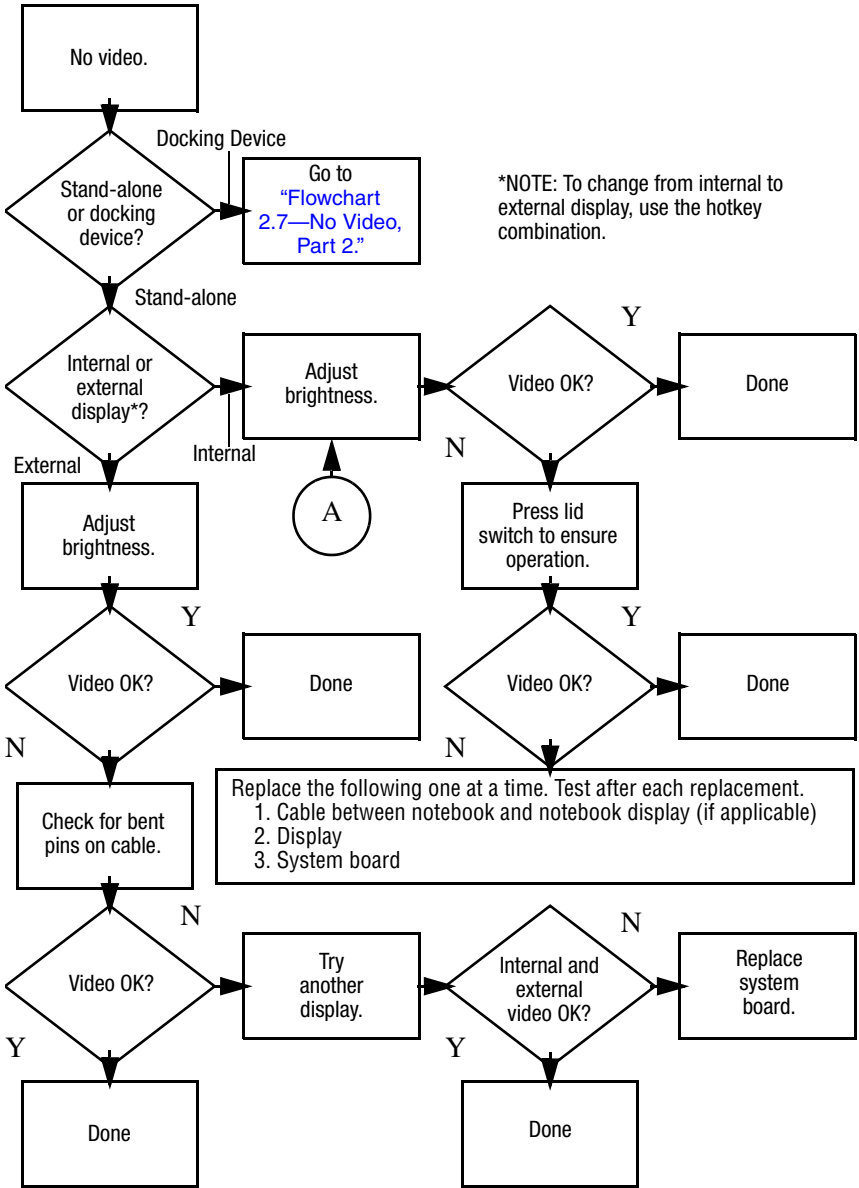 No video.
Docking Device
Stand-alone
or docking
device?
Go to
“Flowchart
2.7—No Video,
Part 2.”
*NOTE: To change from internal to
external display, use the hotkey
combination.
Stand-alone
Internal or
external
display*?
Internal
External
Adjust
brightness.
A
Video OK?
Y
Done
N
Press lid
switch to ensure
operation.
Adjust
brightness.
Video OK?
Y
Done
N
Video OK?
Y
Done
N
Replace the following one at a time. Test after each replacement.
1. Cable between notebook and notebook display (if applicable)
2. Display
3. System board
Check for bent
pins on cable.
Video OK?
N
Y
Try
another
display.
Internal and
external
video OK?
N
Y
Replace
system
board.
Done
Done